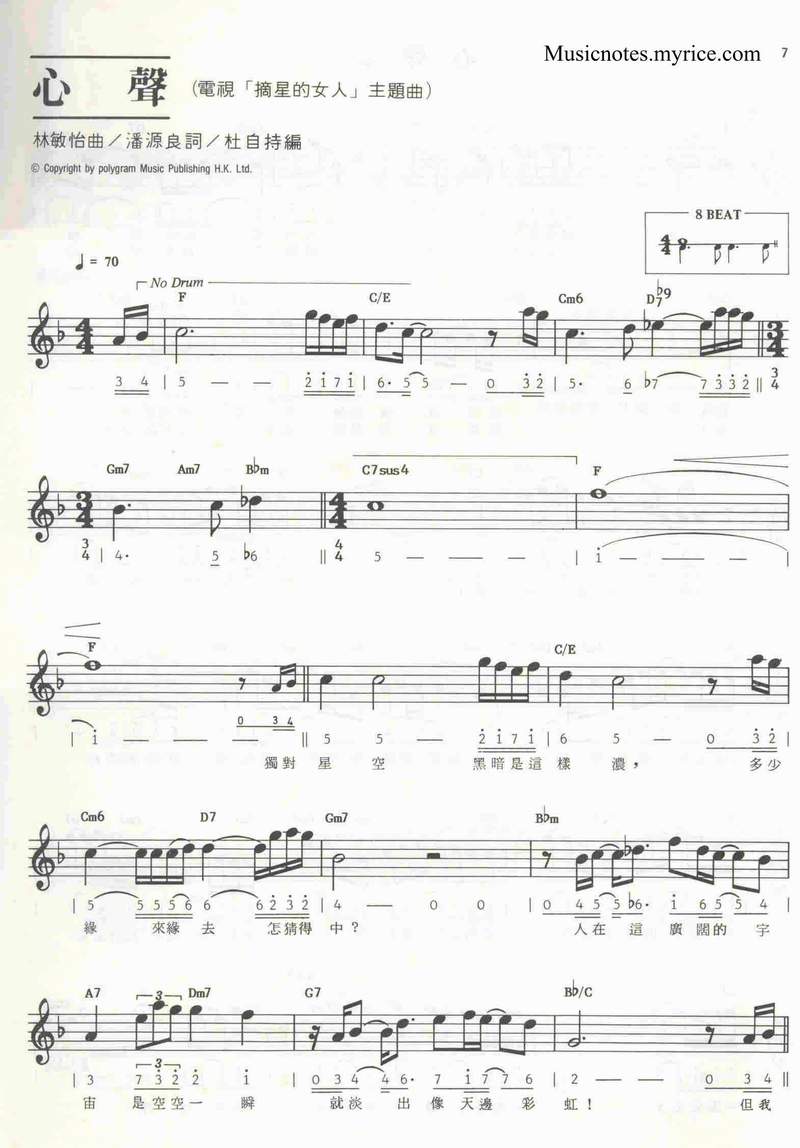 Musicnotes.myrice.com 7
心 聲 (電視「摘星的女人」主題曲)
林敏怡曲／潘源良詞／杜自持編
© Copyright by polygram Music Publishing H.K. Ltd.
8 BEAT
4/4
♩ = 70
No Drum
F C/E Cm6 D7♭9
3 4 | 5 — — 2 1 7 1 | 6· 5 5 — 0 3 2 | 5· 6 ♭7 7 3 3 2 || 3/4
Gm7 Am7 B♭m C7sus4 F
3/4 | 4· 5 ♭6 || 4/4 5 — — — | i — — —
F C/E
| i — — 0 3 4 || 5 5 — 2 1 7 1 | 6 5 — 0 3 2 |
獨對 星 空 黑暗是這 樣 濃， 多少
Cm6 D7 Gm7 B♭m
| 5 5 5 5 6 6 6 2 3 2 | 4 — 0 0 | 0 4 5 5 ♭6· 1 6 5 5 4 |
緣 來緣 去 怎猜得 中？ 人在 這 廣闊的 宇
A7 3 Dm7 G7 B♭/C
3
| 3 7 3 2 2 1 | 0 3 4 4 6· 7 1 7 7 6 | 2 — — 0 3 4 |
宙 是空空一 瞬 就淡 出像天邊 彩 虹！ 但我